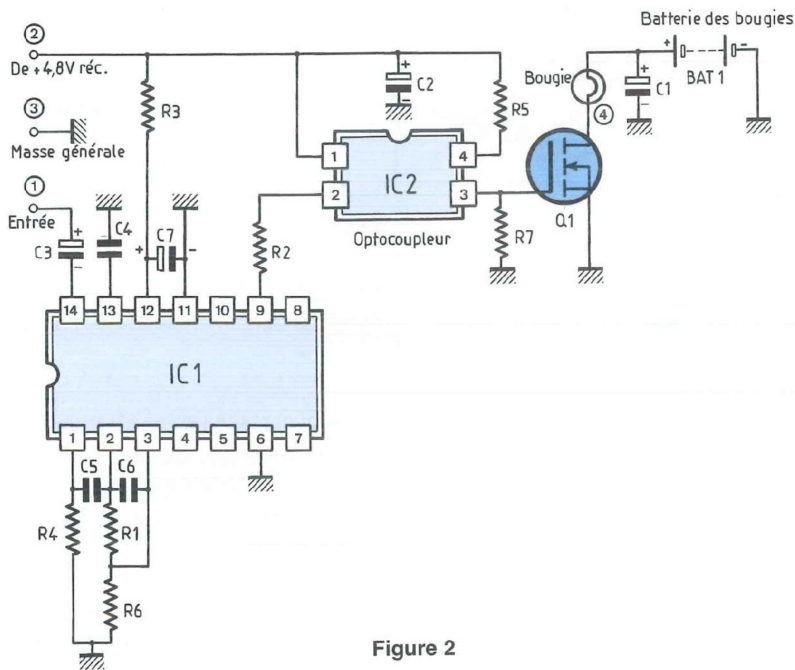 Batterie des bougies
2
De +4,8V réc.
+
C2
-
R3
R5
Bougie
4
+
C1
-
+
-
BAT 1
3
Masse générale
1
4
IC2
2
3
Optocoupleur
Q1
1
Entrée
+
C3
-
C4
+
C7
-
R2
R7
14
13
12
11
10
9
8
IC1
1
2
3
4
5
6
7
C5
C6
R4
R1
R6
Figure 2